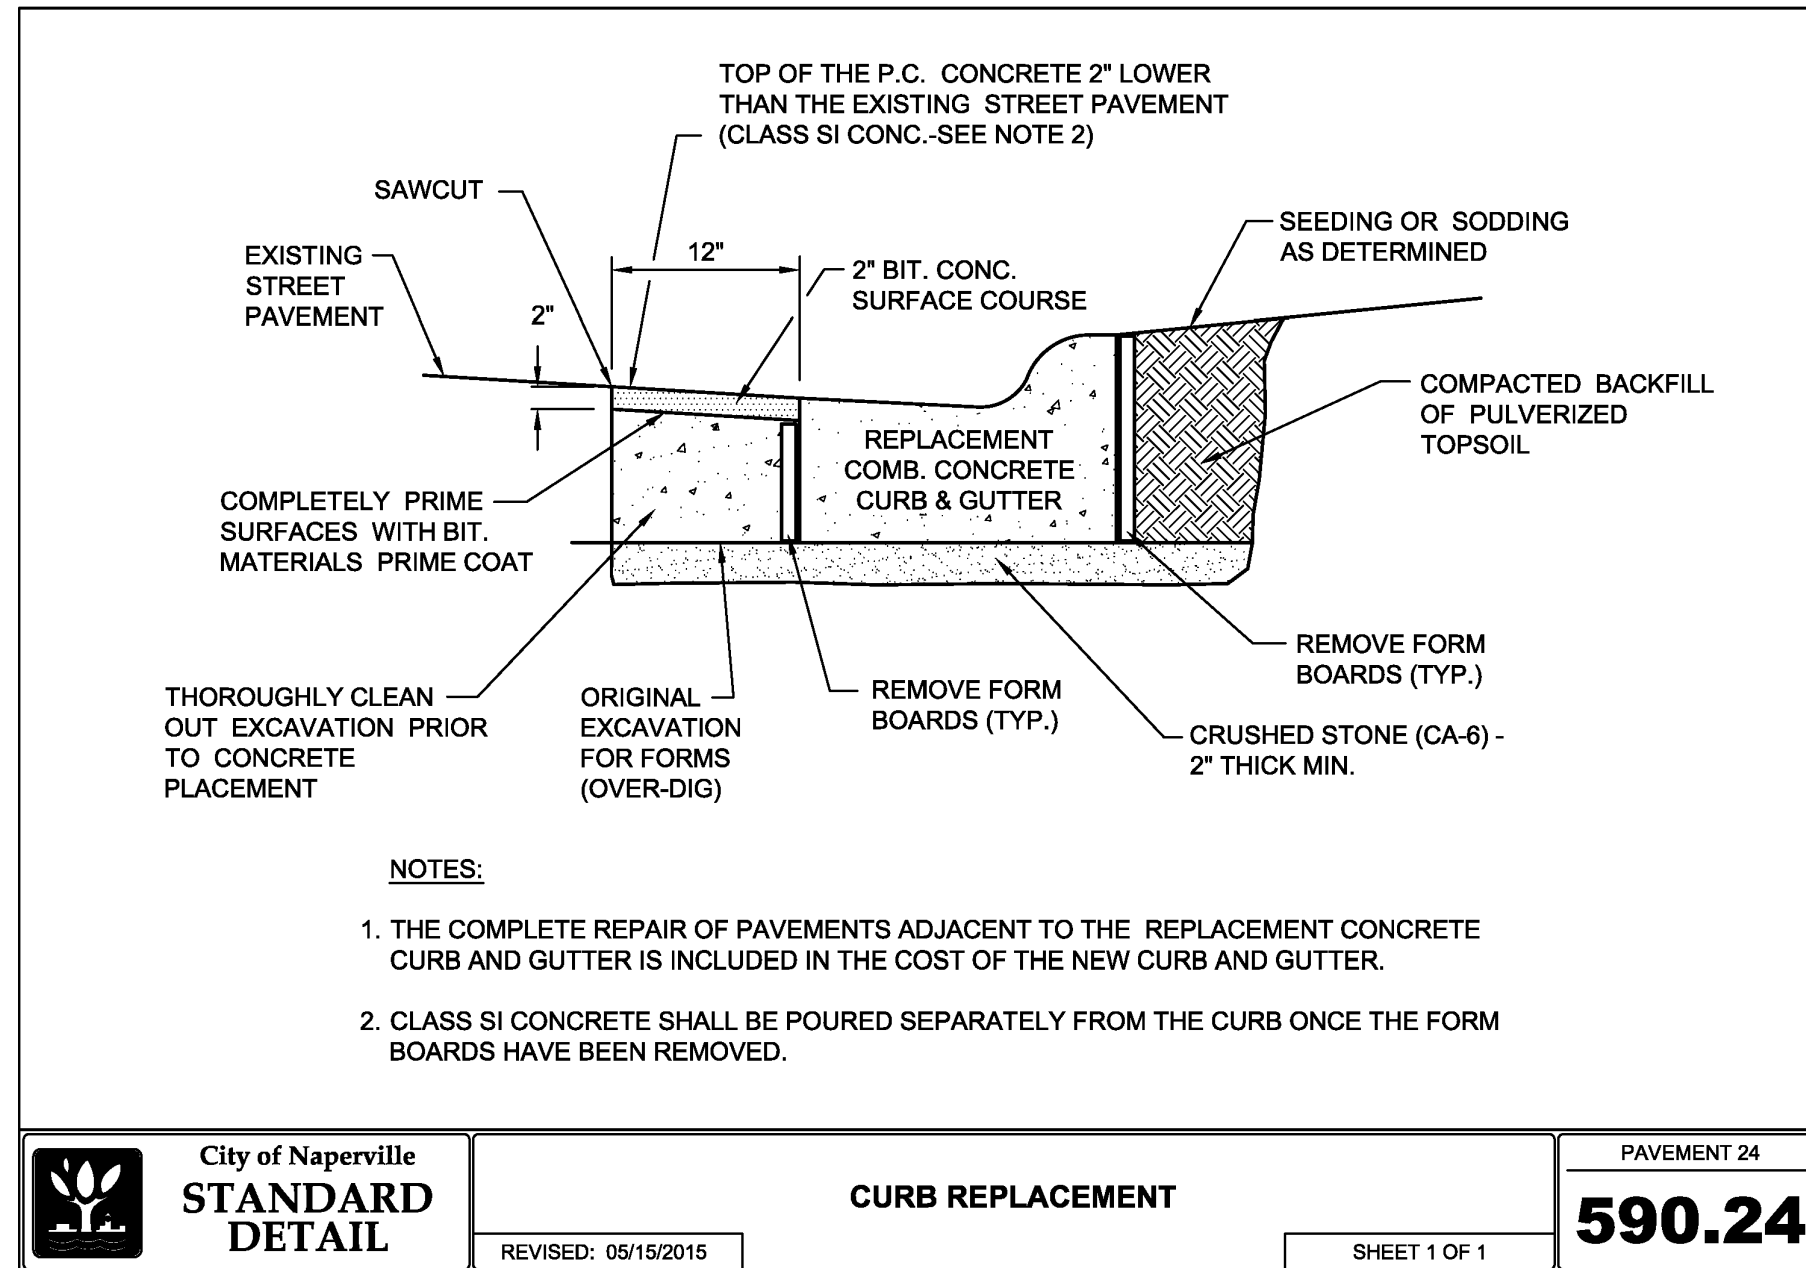 TOP OF THE P.C. CONCRETE 2" LOWER
THAN THE EXISTING STREET PAVEMENT
(CLASS SI CONC.-SEE NOTE 2)
SAWCUT
EXISTING
STREET
PAVEMENT
2"
12"
2" BIT. CONC.
SURFACE COURSE
SEEDING OR SODDING
AS DETERMINED
COMPACTED BACKFILL
OF PULVERIZED
TOPSOIL
REPLACEMENT
COMB. CONCRETE
CURB & GUTTER
COMPLETELY PRIME
SURFACES WITH BIT.
MATERIALS PRIME COAT
THOROUGHLY CLEAN
OUT EXCAVATION PRIOR
TO CONCRETE
PLACEMENT
ORIGINAL
EXCAVATION
FOR FORMS
(OVER-DIG)
REMOVE FORM
BOARDS (TYP.)
REMOVE FORM
BOARDS (TYP.)
CRUSHED STONE (CA-6) -
2" THICK MIN.
NOTES:
1. THE COMPLETE REPAIR OF PAVEMENTS ADJACENT TO THE REPLACEMENT CONCRETE
CURB AND GUTTER IS INCLUDED IN THE COST OF THE NEW CURB AND GUTTER.
2. CLASS SI CONCRETE SHALL BE POURED SEPARATELY FROM THE CURB ONCE THE FORM
BOARDS HAVE BEEN REMOVED.
City of Naperville
STANDARD
DETAIL
CURB REPLACEMENT
REVISED: 05/15/2015
SHEET 1 OF 1
PAVEMENT 24
590.24